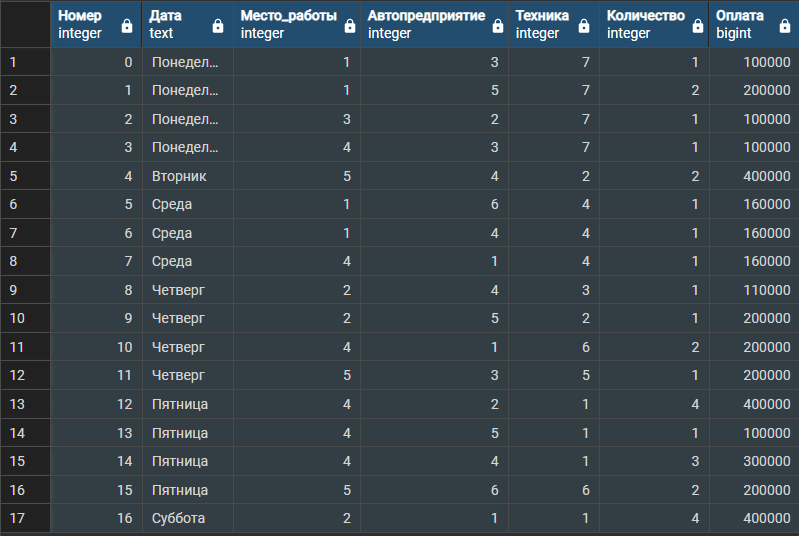 Номер Дата Место_работы Автопредприятие Техника Количество Оплата
integer text integer integer integer integer bigint
1 0 Понедел... 1 3 7 1 100000
2 1 Понедел... 1 5 7 2 200000
3 2 Понедел... 3 2 7 1 100000
4 3 Понедел... 4 3 7 1 100000
5 4 Вторник 5 4 2 2 400000
6 5 Среда 1 6 4 1 160000
7 6 Среда 1 4 4 1 160000
8 7 Среда 4 1 4 1 160000
9 8 Четверг 2 4 3 1 110000
10 9 Четверг 2 5 2 1 200000
11 10 Четверг 4 1 6 2 200000
12 11 Четверг 5 3 5 1 200000
13 12 Пятница 4 2 1 4 400000
14 13 Пятница 4 5 1 1 100000
15 14 Пятница 4 4 1 3 300000
16 15 Пятница 5 6 6 2 200000
17 16 Суббота 2 1 1 4 400000